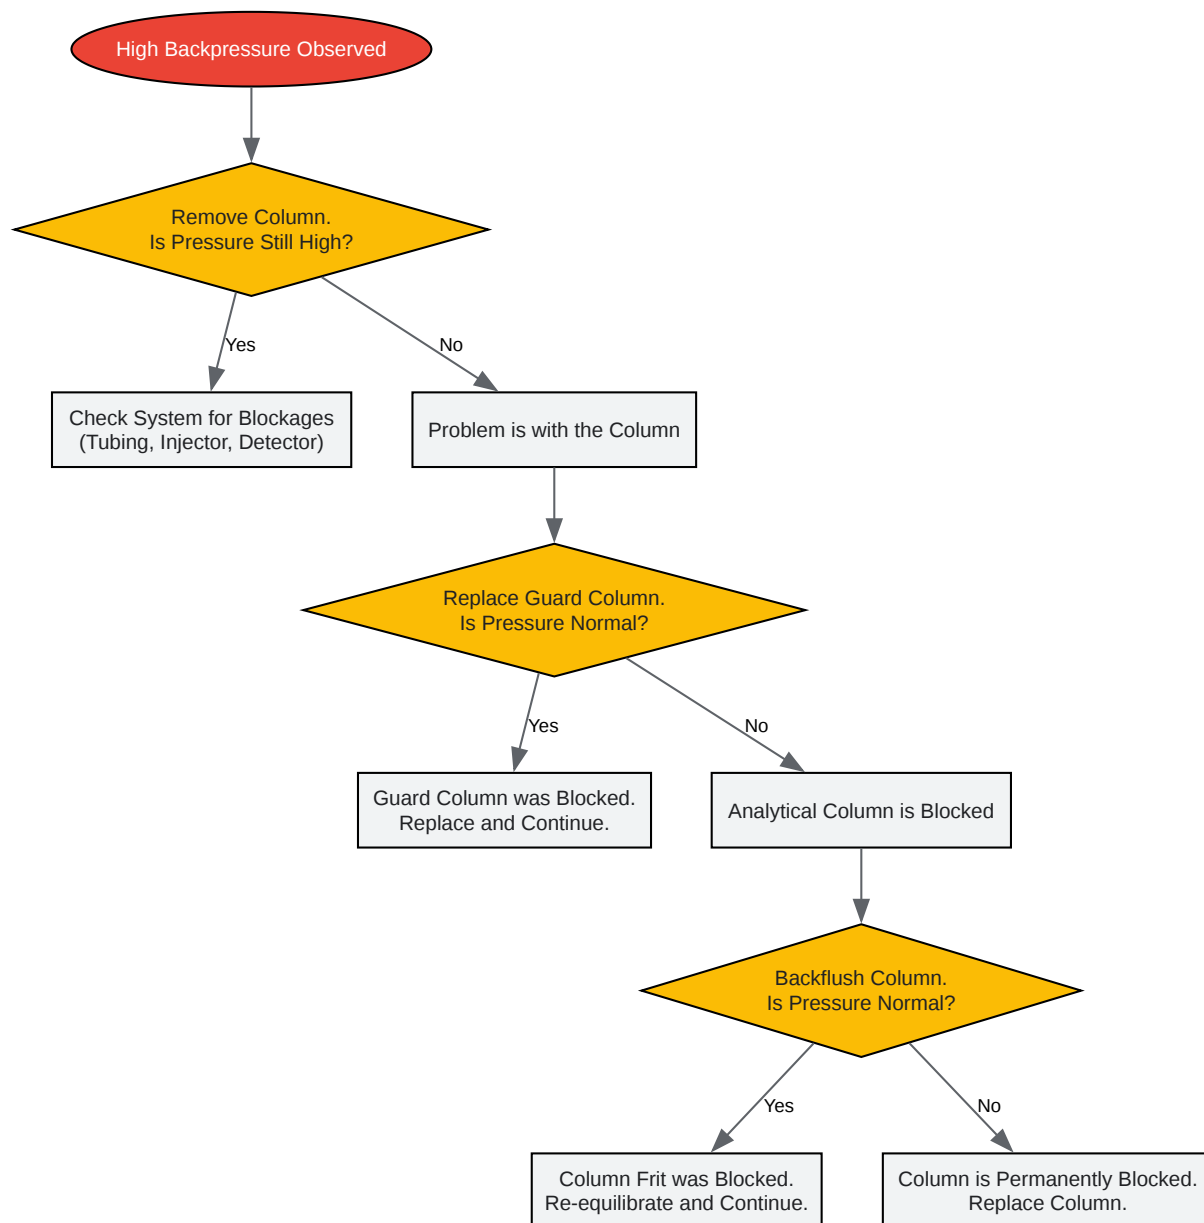 High Backpressure Observed
Remove Column.
Is Pressure Still High?
Yes
No
Check System for Blockages
(Tubing, Injector, Detector)
Problem is with the Column
Replace Guard Column.
Is Pressure Normal?
Yes
No
Guard Column was Blocked.
Replace and Continue.
Analytical Column is Blocked
Backflush Column.
Is Pressure Normal?
Yes
No
Column Frit was Blocked.
Re-equilibrate and Continue.
Column is Permanently Blocked.
Replace Column.